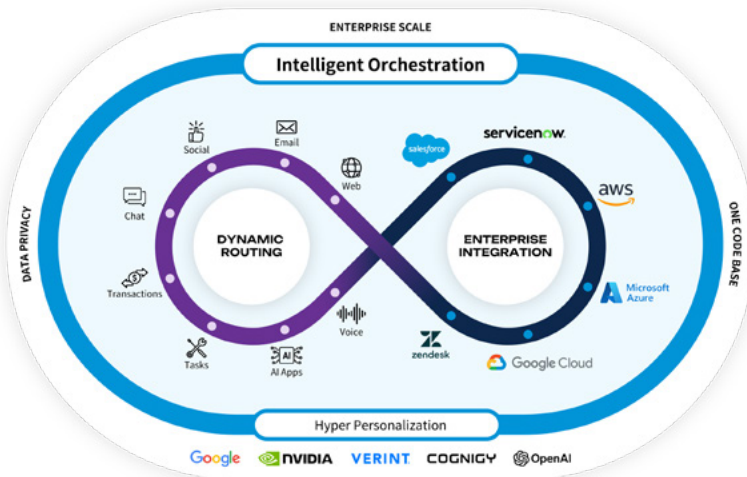 ENTERPRISE SCALE
Intelligent Orchestration
DATA PRIVACY
ONE CODE BASE
Social
Email
Web
Chat
Transactions
Tasks
AI
AI Apps
Voice
DYNAMIC
ROUTING
salesforce
servicenow
aws
Microsoft
Azure
Google Cloud
zendesk
ENTERPRISE
INTEGRATION
Hyper Personalization
Google
NVIDIA
VERINT
COGNIGY
OpenAI